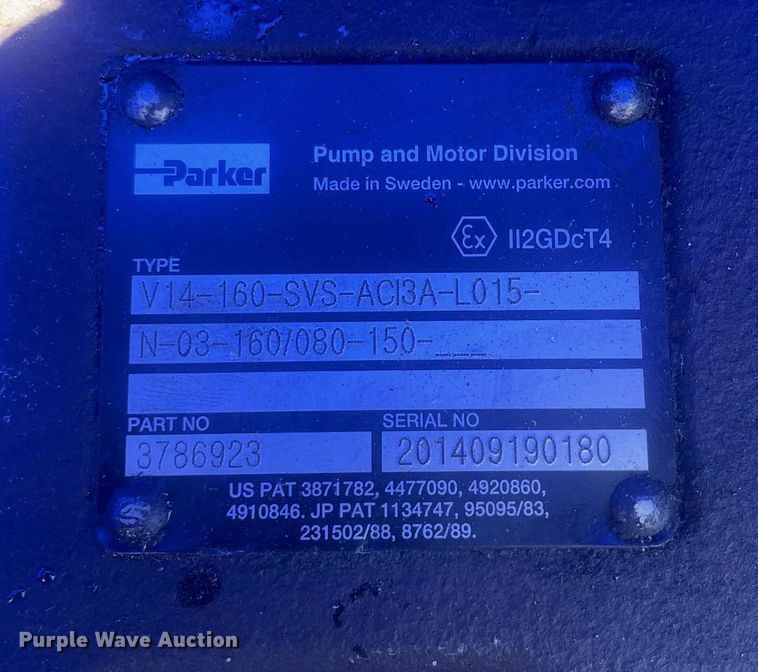 Parker
Pump and Motor Division
Made in Sweden - www.parker.com
Ex II2GDcT4
TYPE
V14-160-SVS-ACI3A-L015-
N-03-160/080-150-_ _ _
PART NO
3786923
SERIAL NO
201409190180
US PAT 3871782, 4477090, 4920860,
4910846. JP PAT 1134747, 95095/83,
231502/88, 8762/89.
Purple Wave Auction